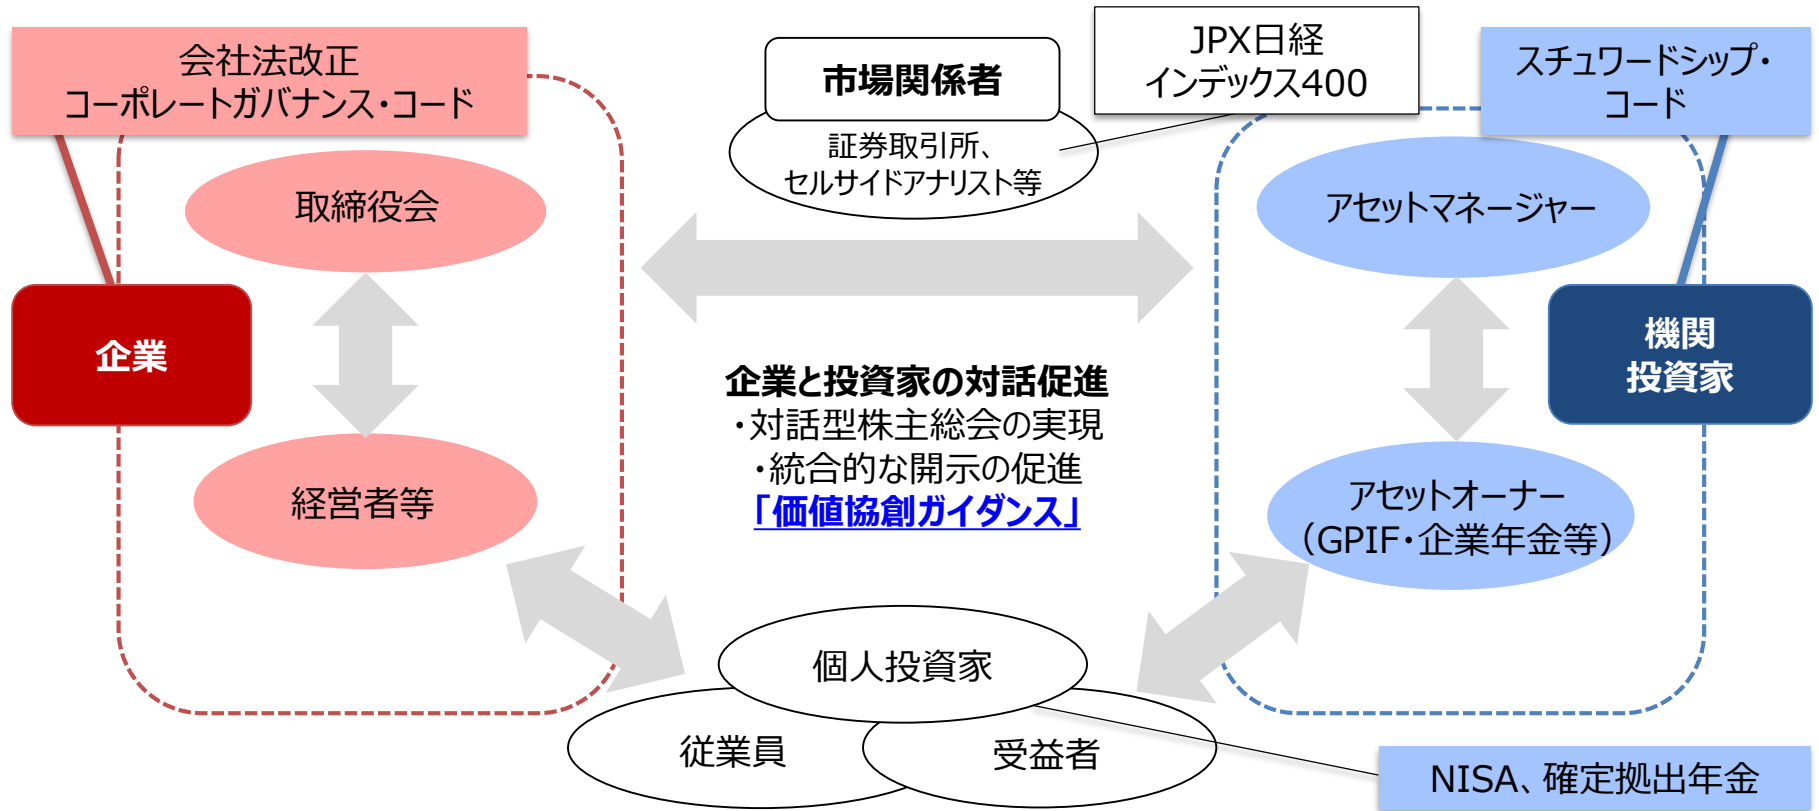 会社法改正
コーポレートガバナンス・コード
市場関係者
証券取引所、
セルサイドアナリスト等
JPX日経
インデックス400
スチュワードシップ・
コード
取締役会
アセットマネージャー
企業
機関
投資家
企業と投資家の対話促進
・対話型株主総会の実現
・統合的な開示の促進
「価値協創ガイダンス」
経営者等
アセットオーナー
（GPIF・企業年金等）
個人投資家
従業員
受益者
NISA、確定拠出年金